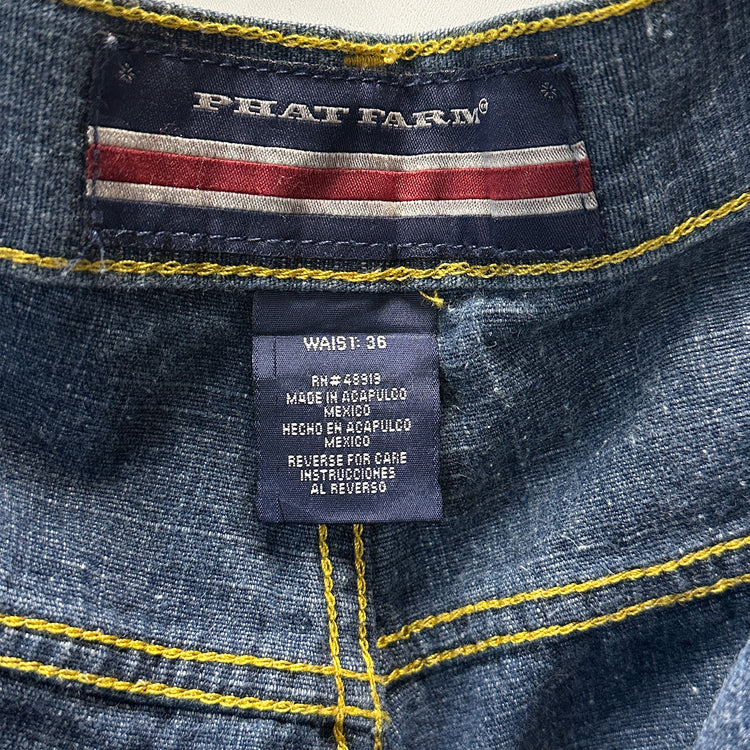 PHAT FARM®
WAIST: 36
RN#48919
MADE IN ACAPULCO
MEXICO
HECHO EN ACAPULCO
MEXICO
REVERSE FOR CARE
INSTRUCCIONES
AL REVERSO